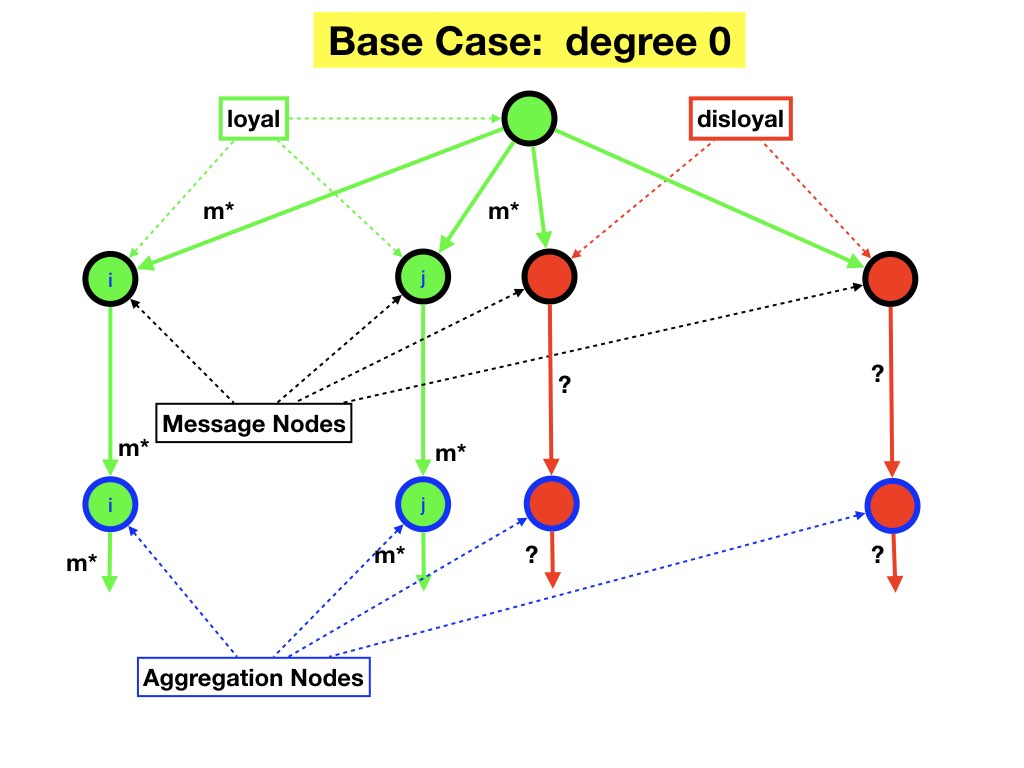 Base Case:  degree 0
loyal
disloyal
m*
m*
i
j
?
?
Message Nodes
m*
m*
i
j
m*
m*
?
?
Aggregation Nodes